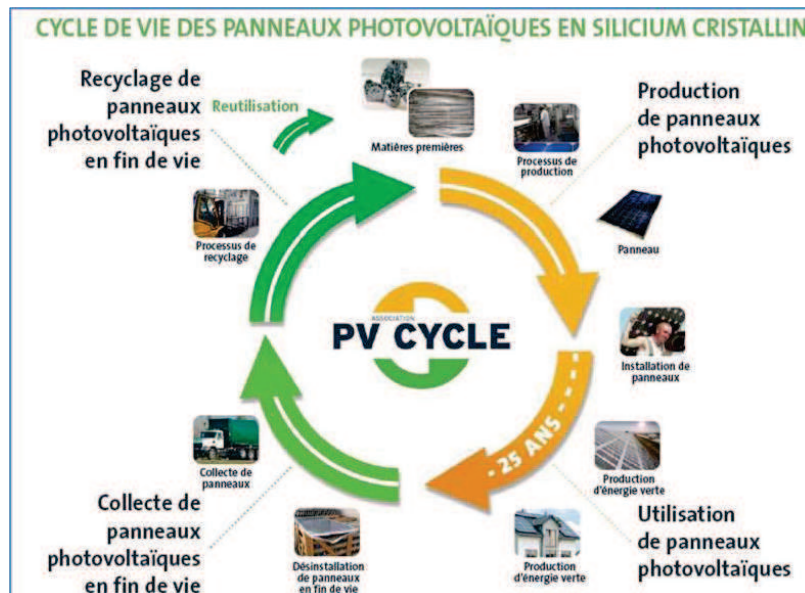 CYCLE DE VIE DES PANNEAUX PHOTOVOLTAÏQUES EN SILICIUM CRISTALLIN
Recyclage de
panneaux
photovoltaïques
en fin de vie
Reutilisation
Matières premières
Processus de
production
Production
de panneaux
photovoltaïques
Processus de
recyclage
Panneau
ASSOCIATION
PV CYCLE
Installation de
panneaux
- 25 ANS -
Collecte de
panneaux
Production
d'énergie verte
Collecte de
panneaux
photovoltaïques
en fin de vie
Désinstallation
de panneaux
en fin de vie
Production
d'énergie verte
Utilisation
de panneaux
photovoltaïques